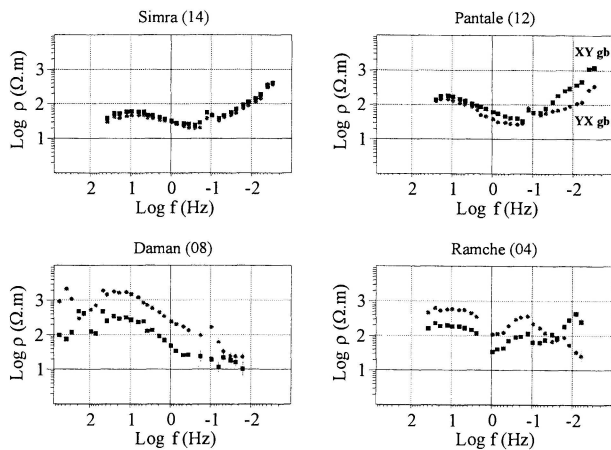 Simra (14)
Log ρ (Ω.m)
3
2
1
2 1 0 -1 -2
Log f (Hz)
Pantale (12)
XY gb
YX gb
Log ρ (Ω.m)
3
2
1
2 1 0 -1 -2
Log f (Hz)
Daman (08)
Log ρ (Ω.m)
3
2
1
2 1 0 -1 -2
Log f (Hz)
Ramche (04)
Log ρ (Ω.m)
3
2
1
2 1 0 -1 -2
Log f (Hz)